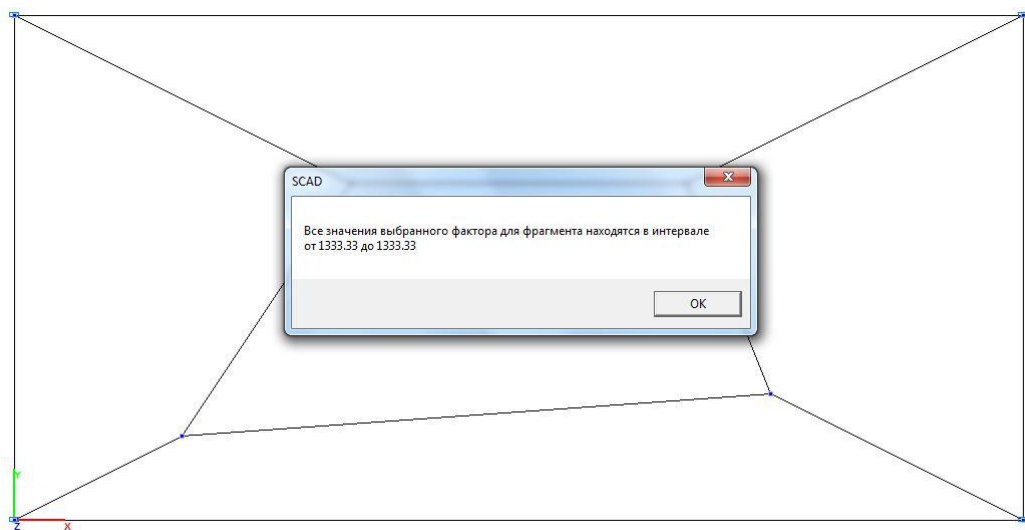 SCAD
Все значения выбранного фактора для фрагмента находятся в интервале
от 1333.33 до 1333.33
OK
Y
Z X